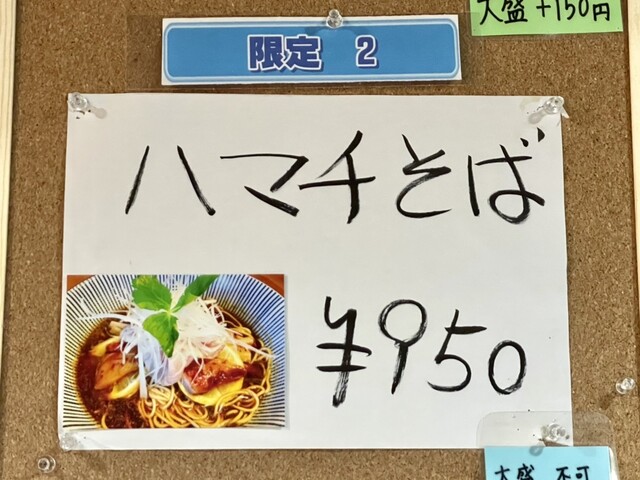 大盛+150円
限定 2
ハマチそば
¥950
大盛 不可